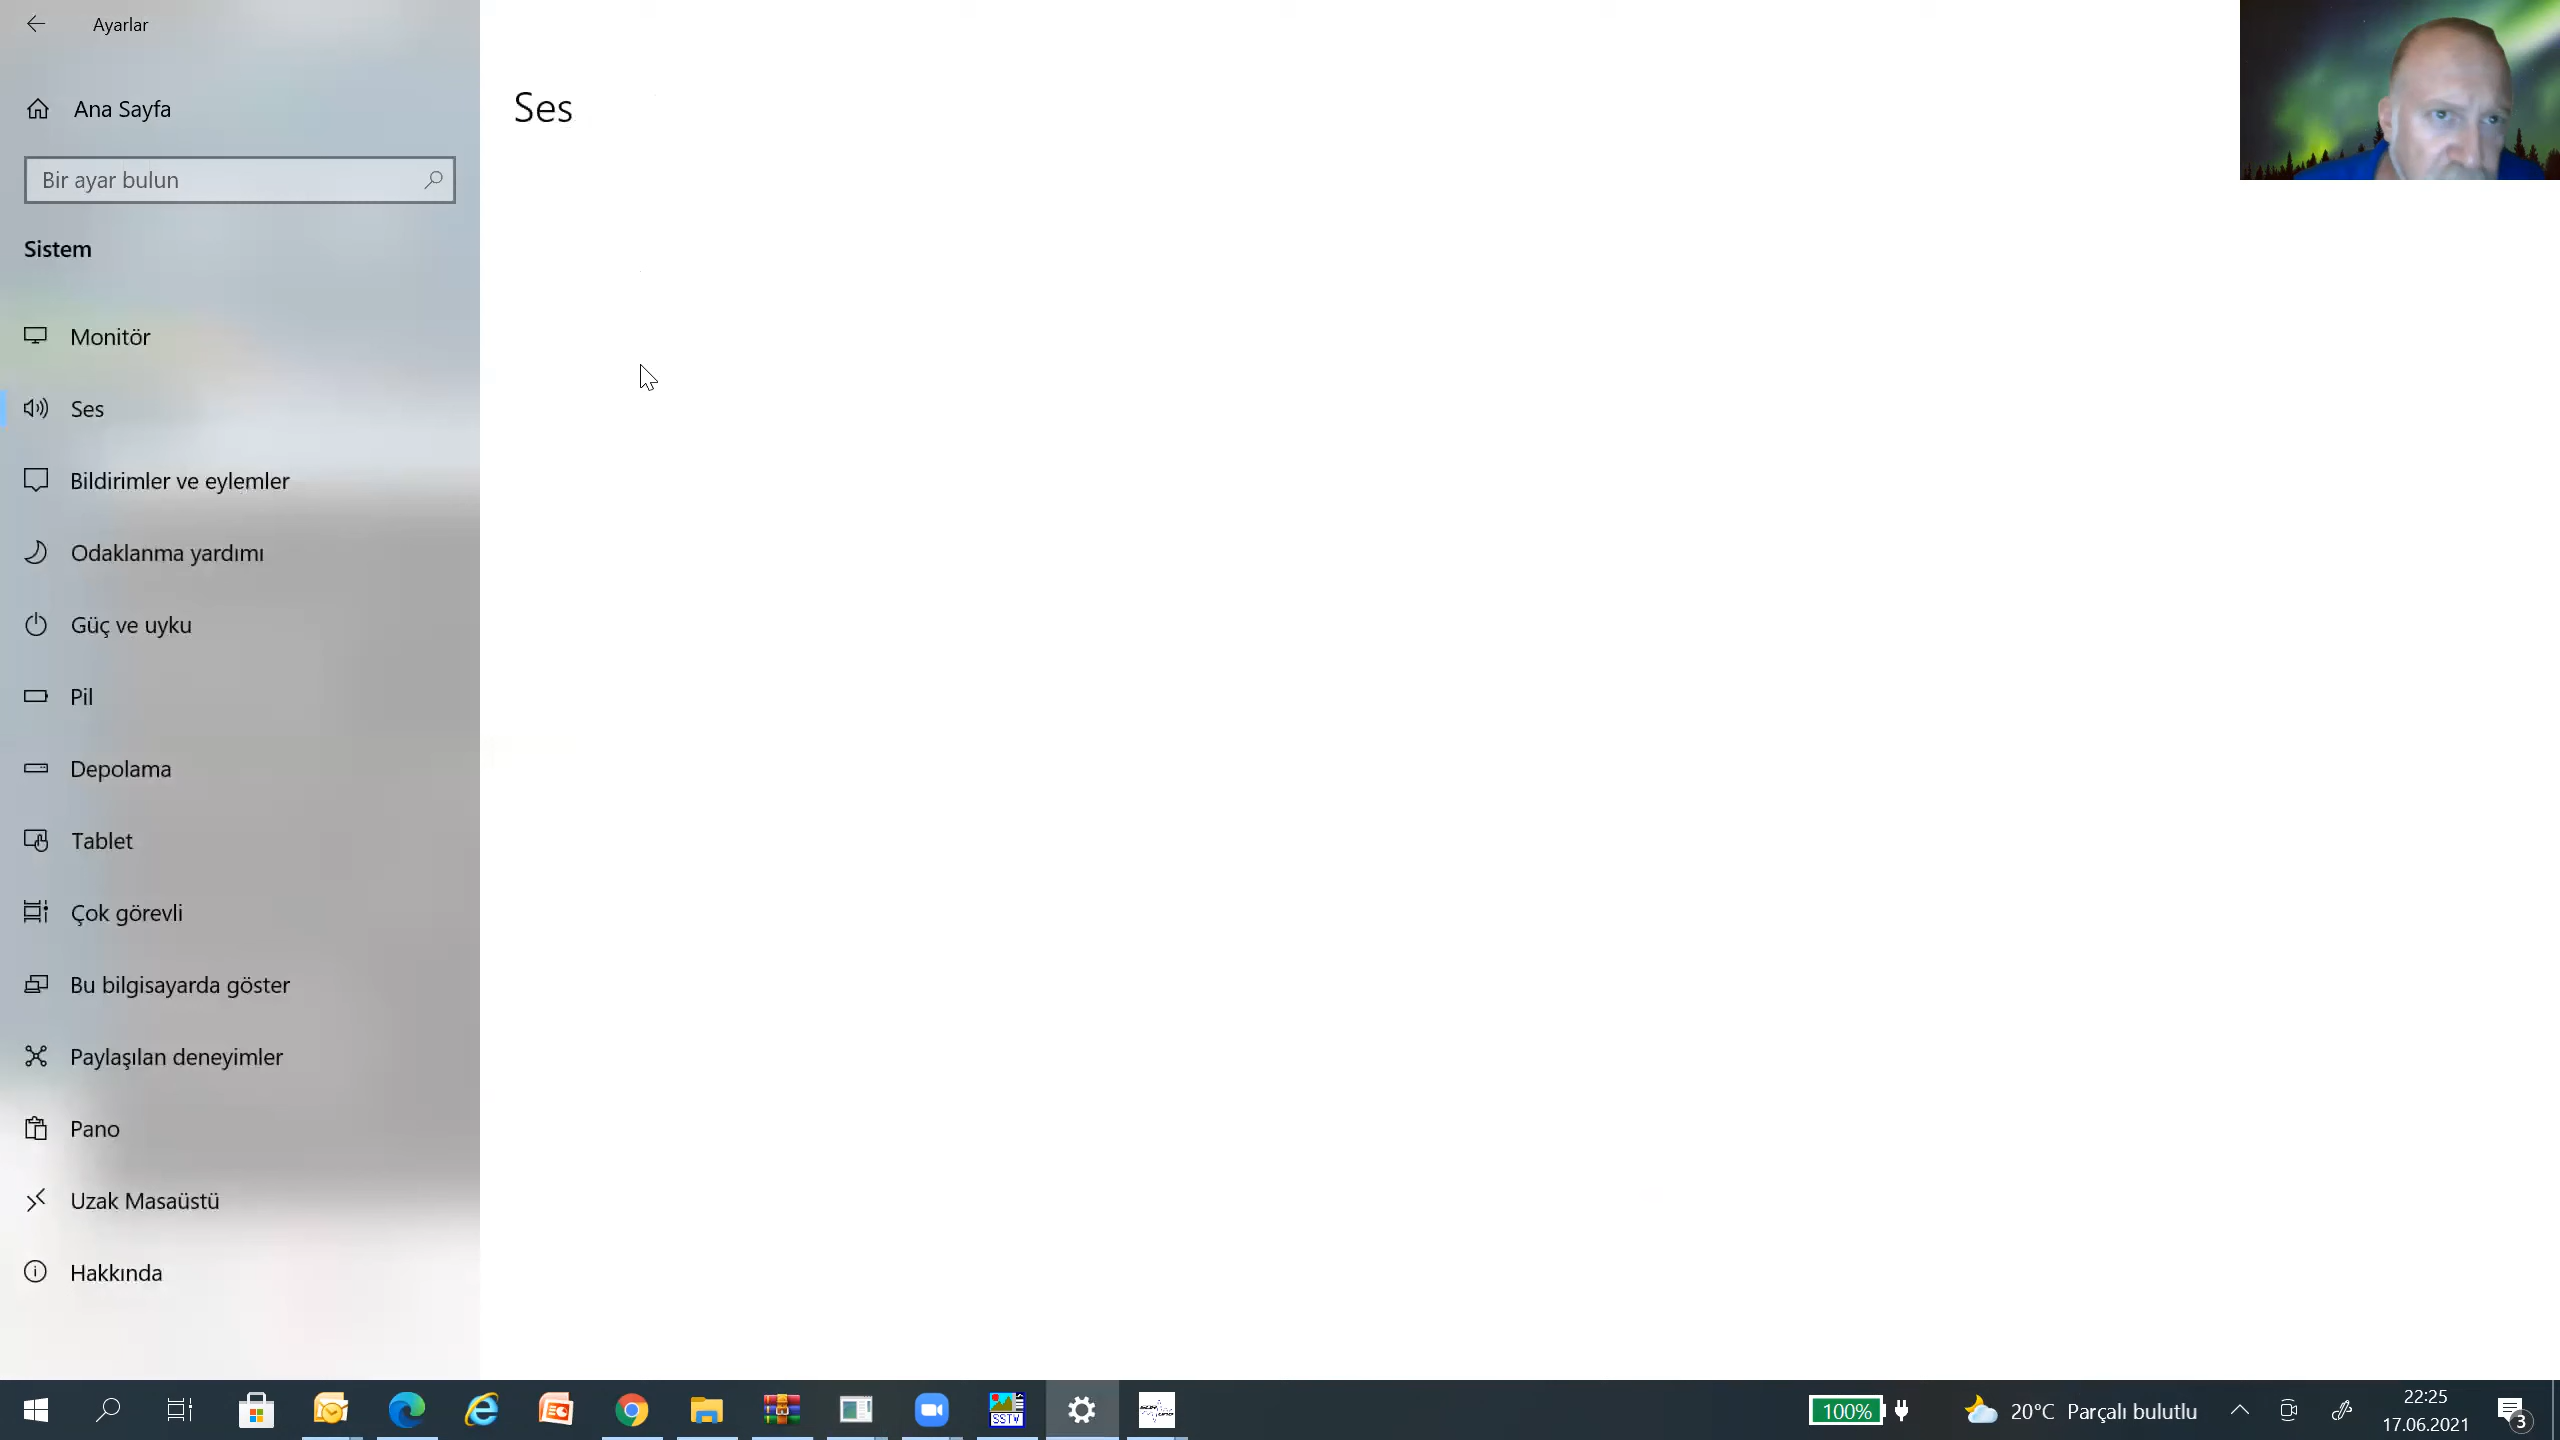 Ayarlar
Ana Sayfa
Bir ayar bulun
Sistem
Monitör
Ses
Bildirimler ve eylemler
Odaklanma yardımı
Güç ve uyku
Pil
Depolama
Tablet
Çok görevli
Bu bilgisayarda göster
Paylaşılan deneyimler
Pano
Uzak Masaüstü
Hakkında
Ses
SSTV
100%
20°C Parçalı bulutlu
22:25
17.06.2021
3